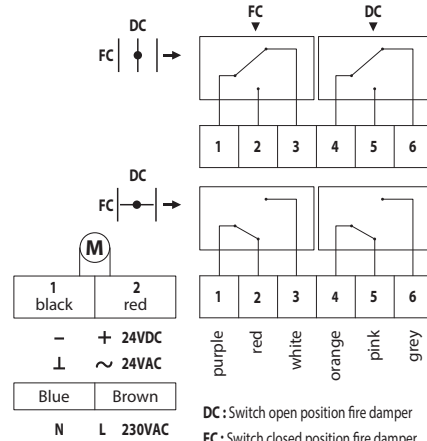 FC DC
DC
FC
1 2 3 4 5 6
DC
FC
M
1 2
black red
1 2 3 4 5 6
purple red white orange pink grey
– + 24VDC
⊥ ~ 24VAC
Blue Brown
N L 230VAC
DC : Switch open position fire damper
FC : Switch closed position fire damper